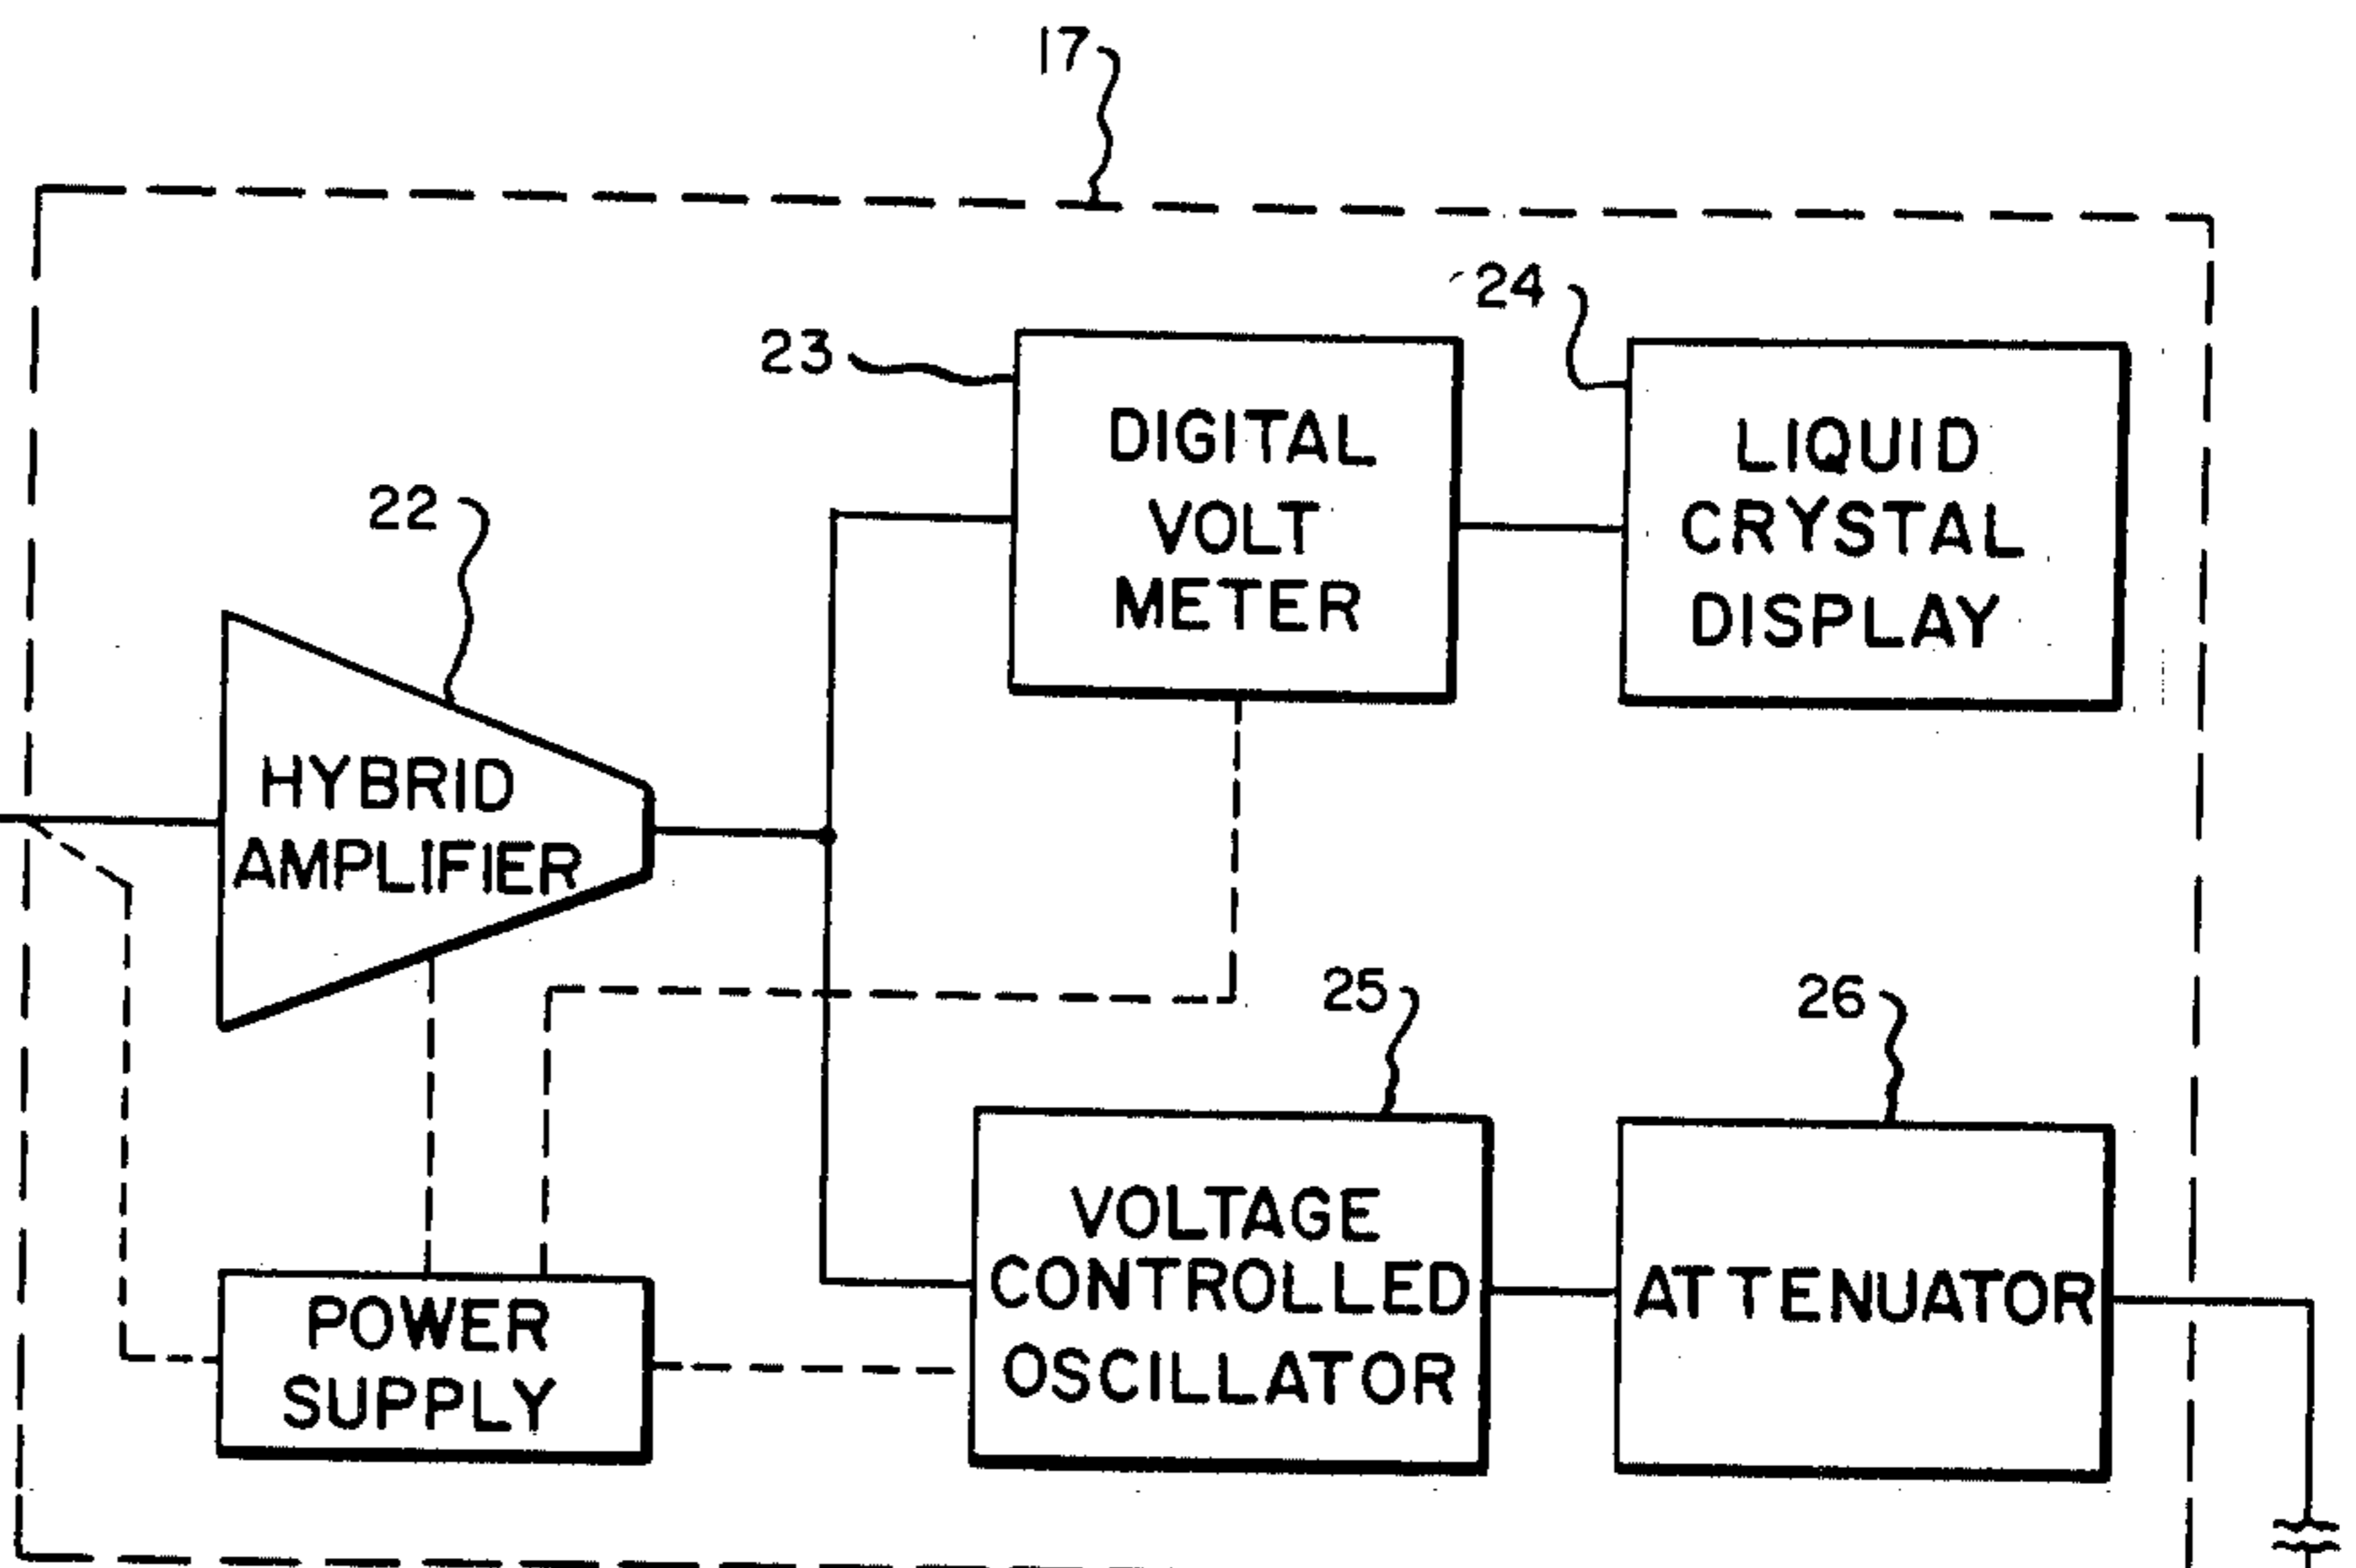 17
24
23
DIGITAL
VOLT
METER
LIQUID
CRYSTAL
DISPLAY
22
HYBRID
AMPLIFIER
25
26
VOLTAGE
CONTROLLED
OSCILLATOR
ATTENUATOR
POWER
SUPPLY